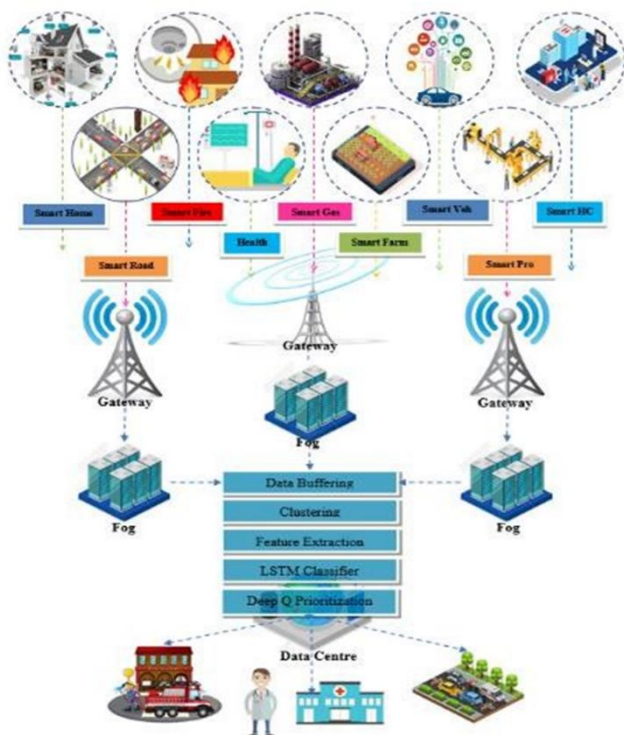 Smart Home
Smart Fire
Smart Gas
Smart Veh
Smart HC
Smart Road
Health
Smart Farm
Smart Pro
Gateway
Gateway
Gateway
Fog
Fog
Fog
Data Buffering
Clustering
Feature Extraction
LSTM Classifier
Deep Q Prioritization
Data Centre